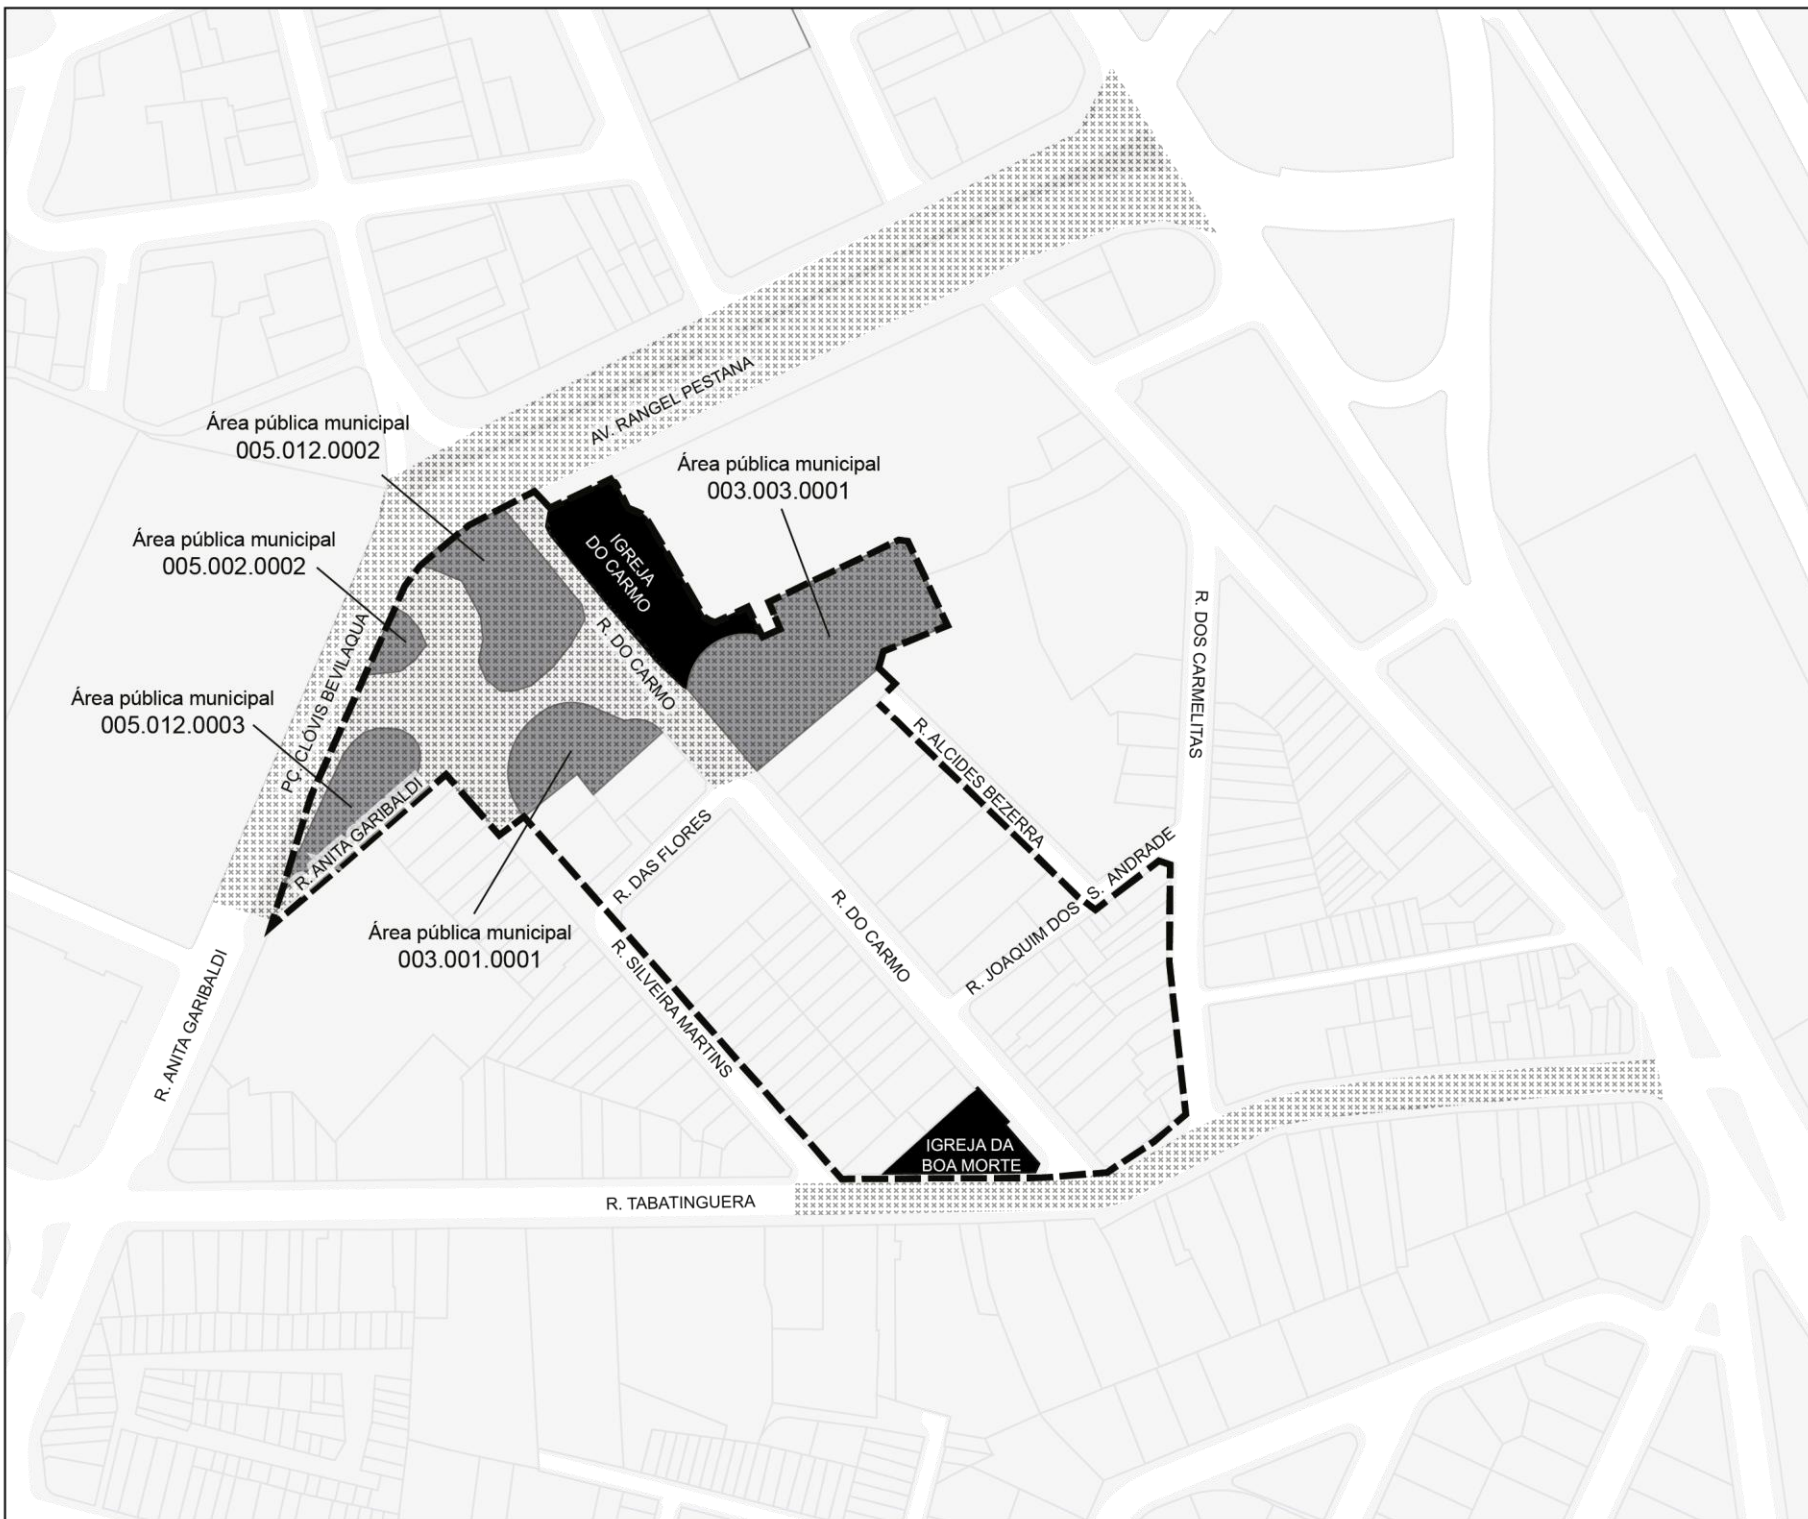 AV. RANGEL PESTANA
Área pública municipal
005.012.0002
Área pública municipal
003.003.0001
Área pública municipal
005.002.0002
IGREJA
DO CARMO
R. DO CARMO
PÇ. CLÓVIS BEVILAQUA
Área pública municipal
005.012.0003
R. DOS CARMELITAS
R. ALCIDES BEZERRA
R. ANITA GARIBALDI
R. DAS FLORES
Área pública municipal
003.001.0001
R. DO CARMO
R. JOAQUIM DOS S. ANDRADE
R. SILVEIRA MARTINS
R. ANITA GARIBALDI
IGREJA DA
BOA MORTE
R. TABATINGUERA